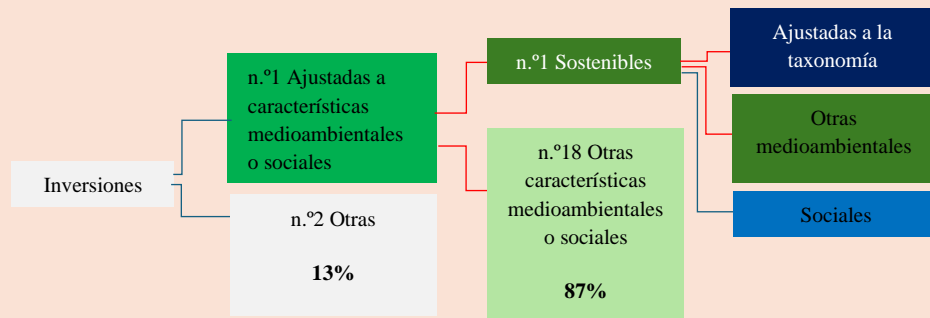 Inversiones
n.º1 Ajustadas a
características
medioambientales
o sociales
n.º2 Otras
13%
n.º1 Sostenibles
n.º18 Otras
características
medioambientales
o sociales
87%
Ajustadas a la
taxonomía
Otras
medioambientales
Sociales